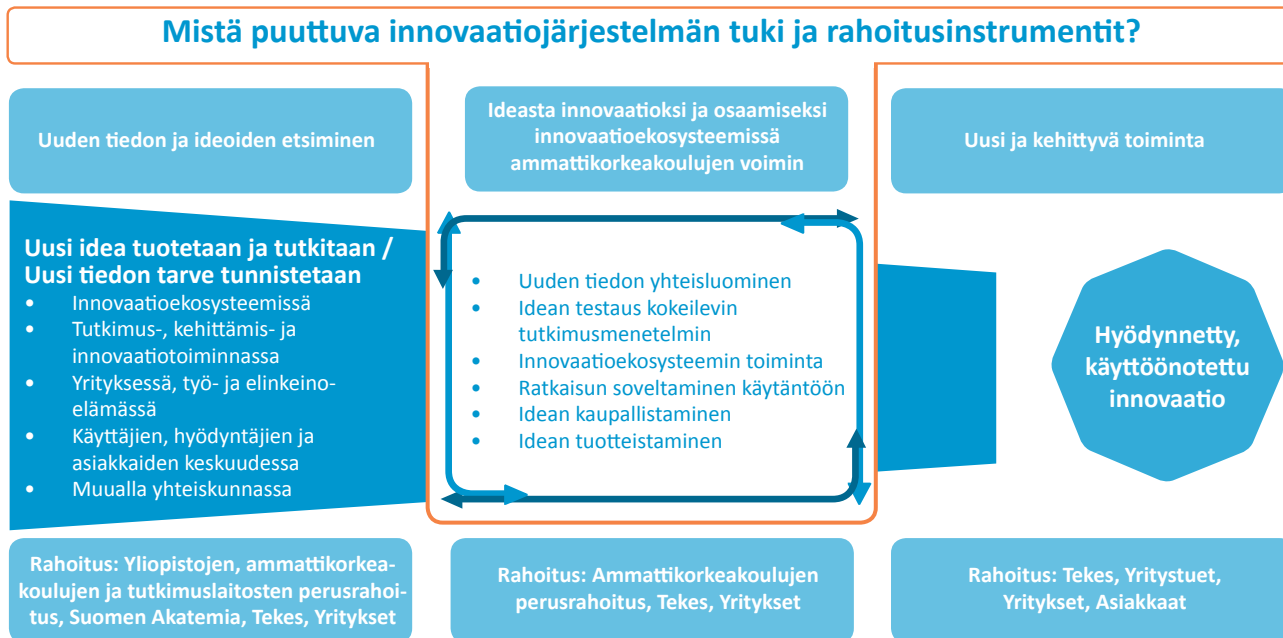 Mistä puuttuva innovaatiojärjestelmän tuki ja rahoitusinstrumentit?
Uuden tiedon ja ideoiden etsiminen
Ideasta innovaatioksi ja osaamiseksi
innovaatioekosysteemissä
ammattikorkeakoulujen voimin
Uusi ja kehittyvä toiminta
Uusi idea tuotetaan ja tutkitaan /
Uusi tiedon tarve tunnistetaan
• Innovaatioekosysteemissä
• Tutkimus-, kehittämis- ja
innovaatiotoiminnassa
• Yrityksessä, työ- ja elinkeino-
elämässä
• Käyttäjien, hyödyntäjien ja
asiakkaiden keskuudessa
• Muualla yhteiskunnassa
• Uuden tiedon yhteisluominen
• Idean testaus kokeilevin
tutkimusmenetelmin
• Innovaatioekosysteemin toiminta
• Ratkaisun soveltaminen käytäntöön
• Idean kaupallistaminen
• Idean tuotteistaminen
Hyödynnetty,
käyttöönotettu
innovaatio
Rahoitus: Yliopistojen, ammattikorkea-
koulujen ja tutkimuslaitosten perusrahoi-
tus, Suomen Akatemia, Tekes, Yritykset
Rahoitus: Ammattikorkeakoulujen
perusrahoitus, Tekes, Yritykset
Rahoitus: Tekes, Yritystuet,
Yritykset, Asiakkaat